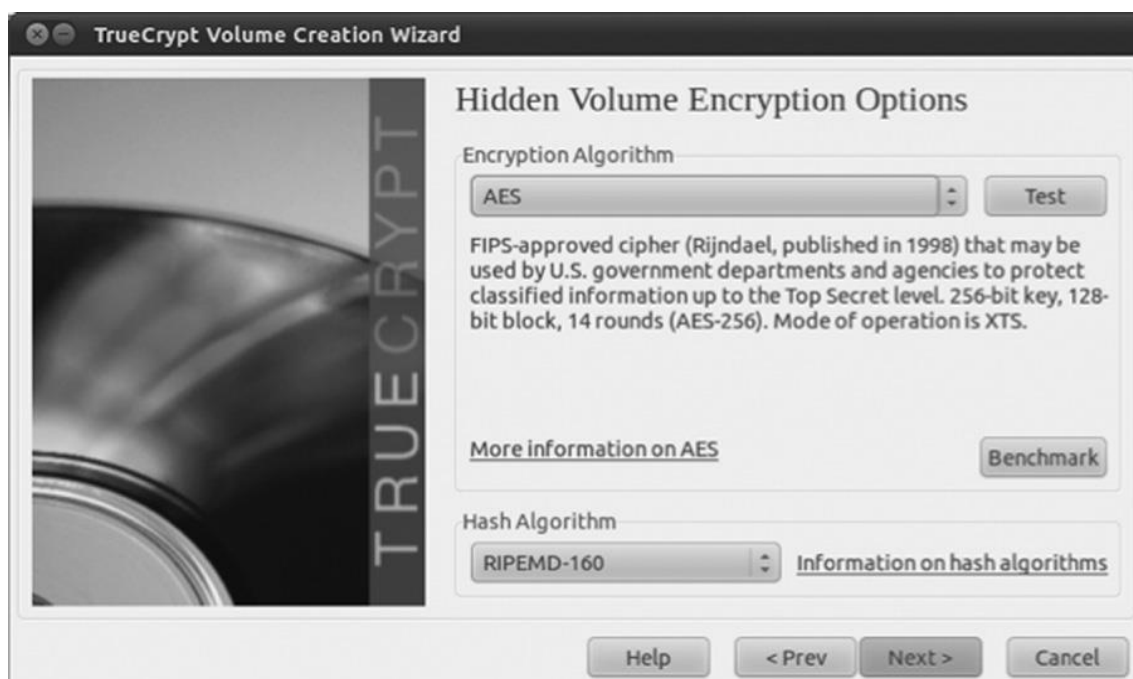 TrueCrypt Volume Creation Wizard
TRUECRYPT
Hidden Volume Encryption Options
Encryption Algorithm
AES
Test
FIPS-approved cipher (Rijndael, published in 1998) that may be
used by U.S. government departments and agencies to protect
classified information up to the Top Secret level. 256-bit key, 128-
bit block, 14 rounds (AES-256). Mode of operation is XTS.
More information on AES
Benchmark
Hash Algorithm
RIPEMD-160
Information on hash algorithms
Help
< Prev
Next >
Cancel